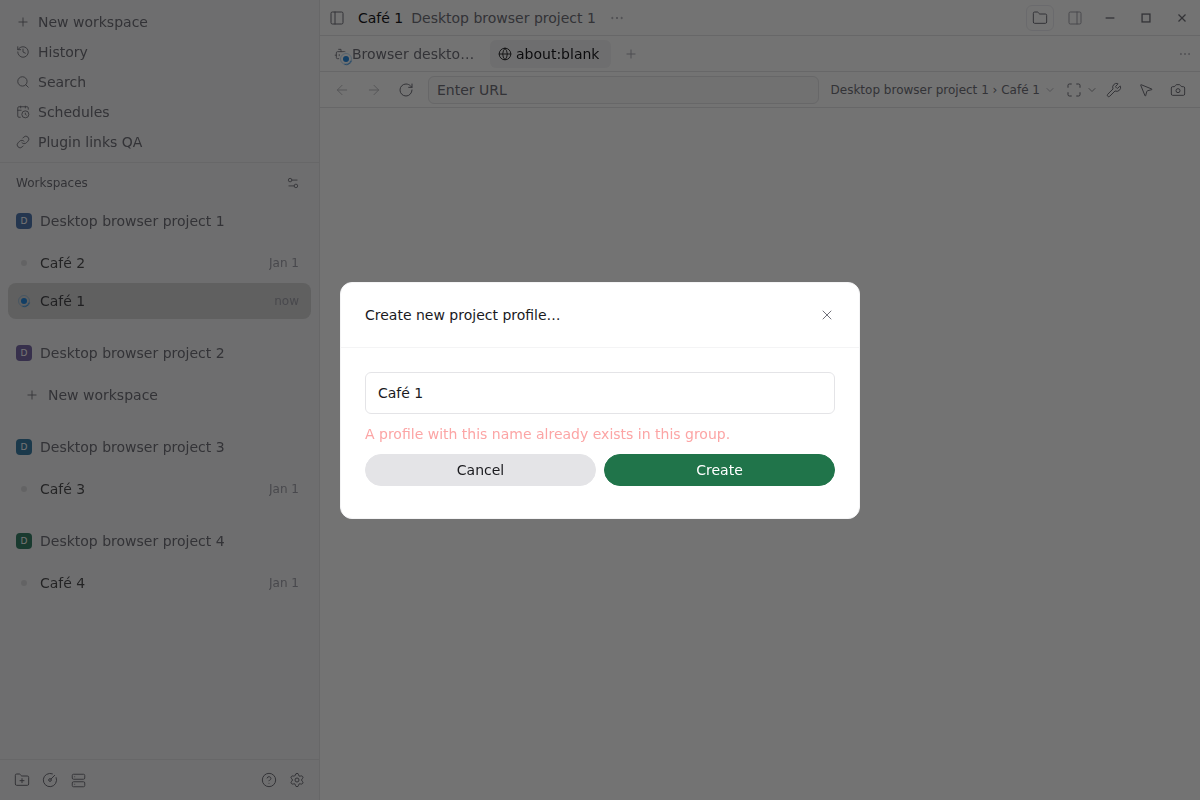 New workspace
History
Search
Schedules
Plugin links QA
Workspaces
D Desktop browser project 1
Café 2 Jan 1
Café 1 now
D Desktop browser project 2
New workspace
D Desktop browser project 3
Café 3 Jan 1
D Desktop browser project 4
Café 4 Jan 1
Café 1 Desktop browser project 1 ···
Browser deskto… about:blank
Enter URL Desktop browser project 1 › Café 1
Create new project profile…
Café 1
A profile with this name already exists in this group.
Cancel Create